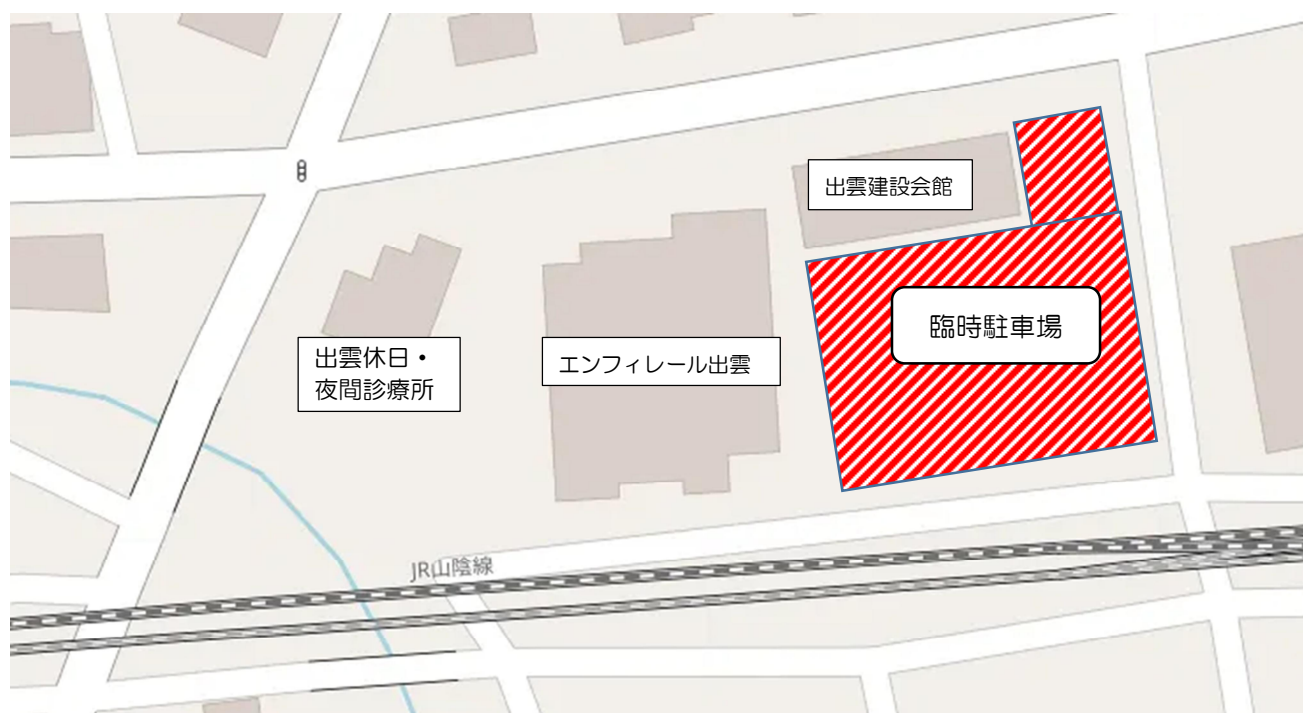 出雲建設会館
臨時駐車場
出雲休日・
夜間診療所
エンフィレール出雲
JR山陰線